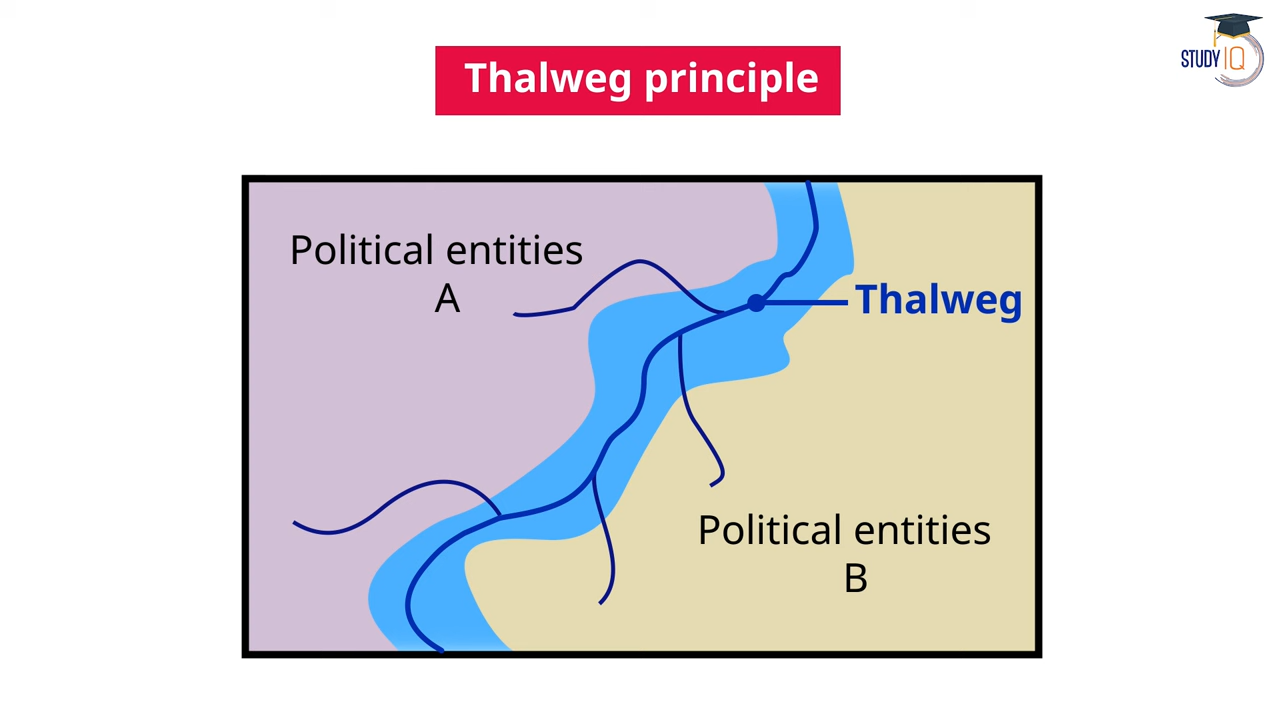 Thalweg principle
STUDY IQ
Political entities
A
Thalweg
Political entities
B